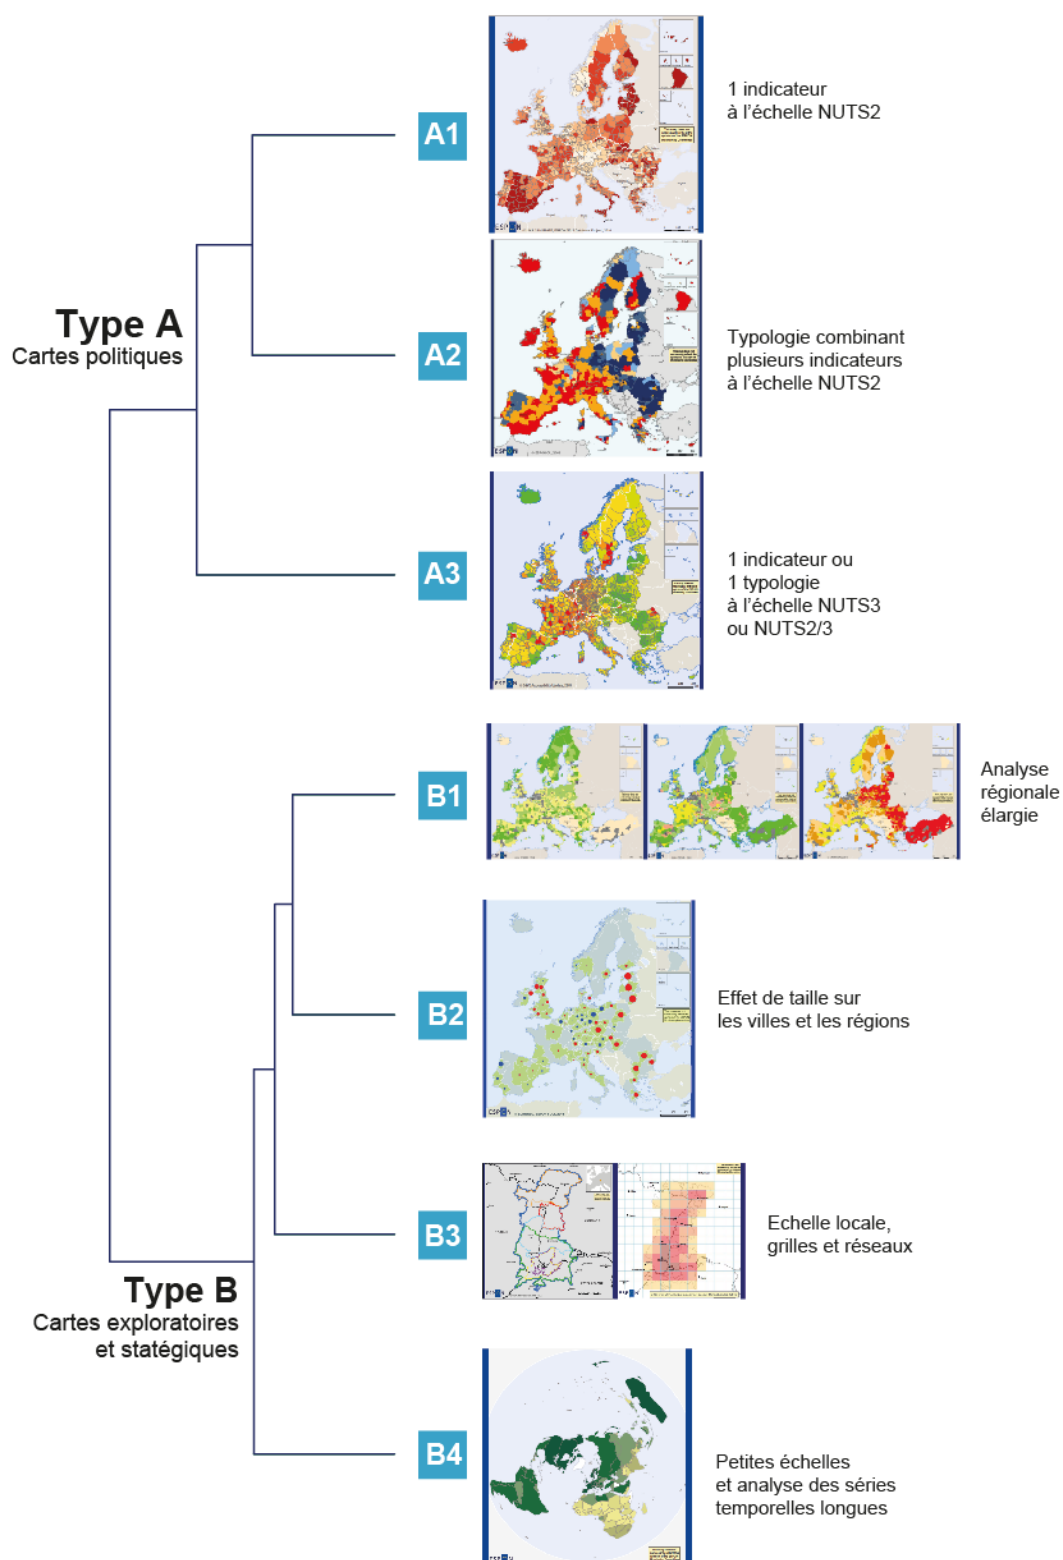 A1
1 indicateur
à l'échelle NUTS2
Type A
Cartes politiques
A2
Typologie combinant
plusieurs indicateurs
à l'échelle NUTS2
A3
1 indicateur ou
1 typologie
à l'échelle NUTS3
ou NUTS2/3
B1
Analyse
régionale
élargie
B2
Effet de taille sur
les villes et les régions
B3
Echelle locale,
grilles et réseaux
Type B
Cartes exploratoires
et statégiques
B4
Petites échelles
et analyse des séries
temporelles longues